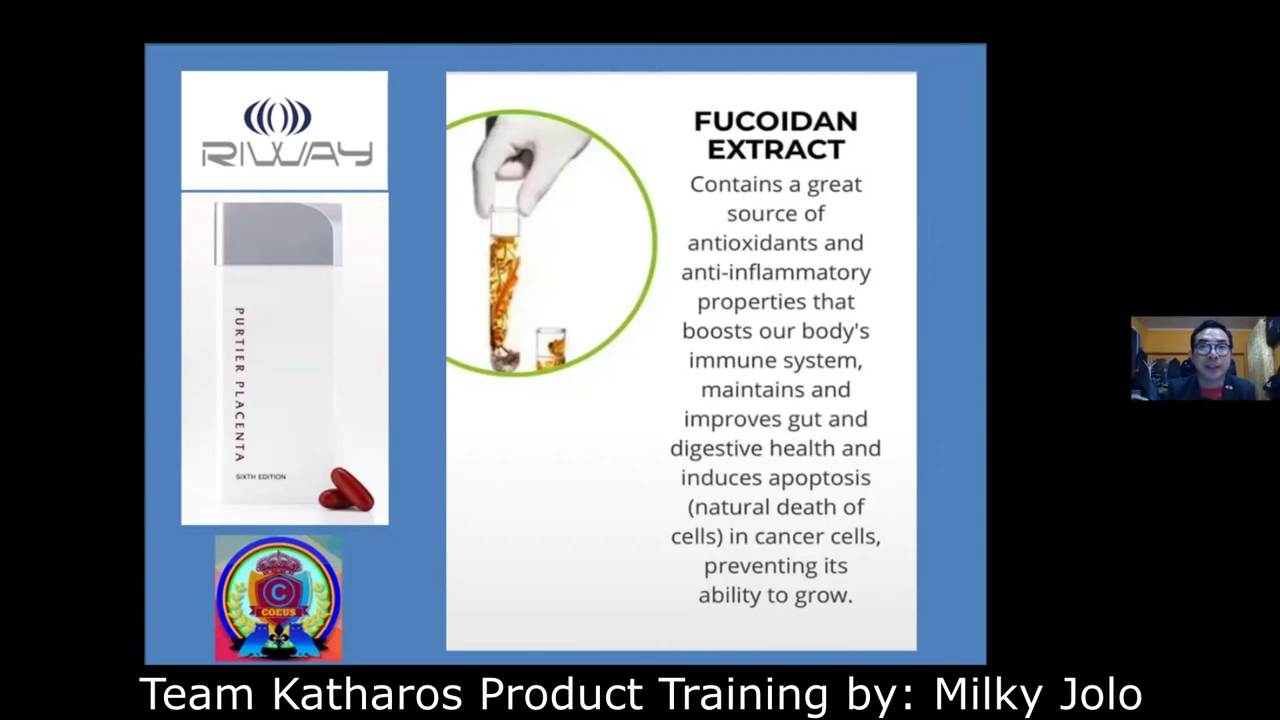 RIWAY
PURTIER PLACENTA
SIXTH EDITION
C
COEUS
FUCOIDAN
EXTRACT
Contains a great
source of
antioxidants and
anti-inflammatory
properties that
boosts our body's
immune system,
maintains and
improves gut and
digestive health and
induces apoptosis
(natural death of
cells) in cancer cells,
preventing its
ability to grow.
Team Katharos Product Training by: Milky Jolo